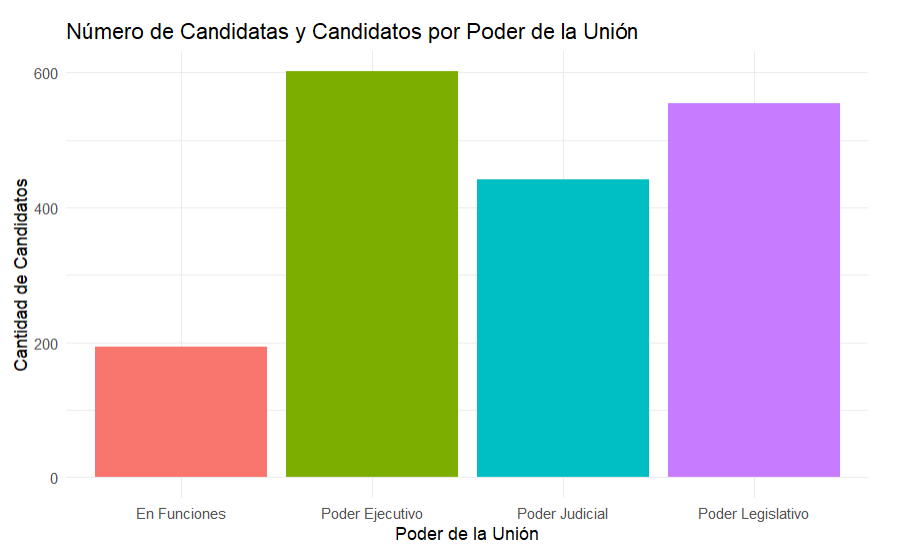 Número de Candidatas y Candidatos por Poder de la Unión
Cantidad de Candidatos
600
400
200
0
En Funciones
Poder Ejecutivo
Poder Judicial
Poder Legislativo
Poder de la Unión